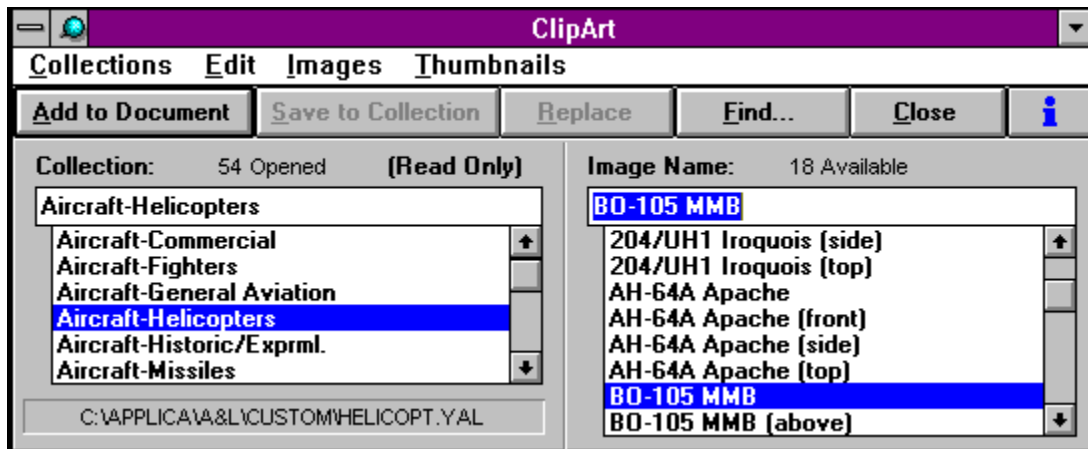 ClipArt
Collections Edit Images Thumbnails
Add to Document Save to Collection Replace Find... Close i
Collection: 54 Opened (Read Only)
Aircraft-Helicopters
Aircraft-Commercial
Aircraft-Fighters
Aircraft-General Aviation
Aircraft-Helicopters
Aircraft-Historic/Exprml.
Aircraft-Missiles
C:\APPLICA\A&L\CUSTOM\HELICOPT.YAL
Image Name: 18 Available
BO-105 MMB
204/UH1 Iroquois (side)
204/UH1 Iroquois (top)
AH-64A Apache
AH-64A Apache (front)
AH-64A Apache (side)
AH-64A Apache (top)
BO-105 MMB
BO-105 MMB (above)